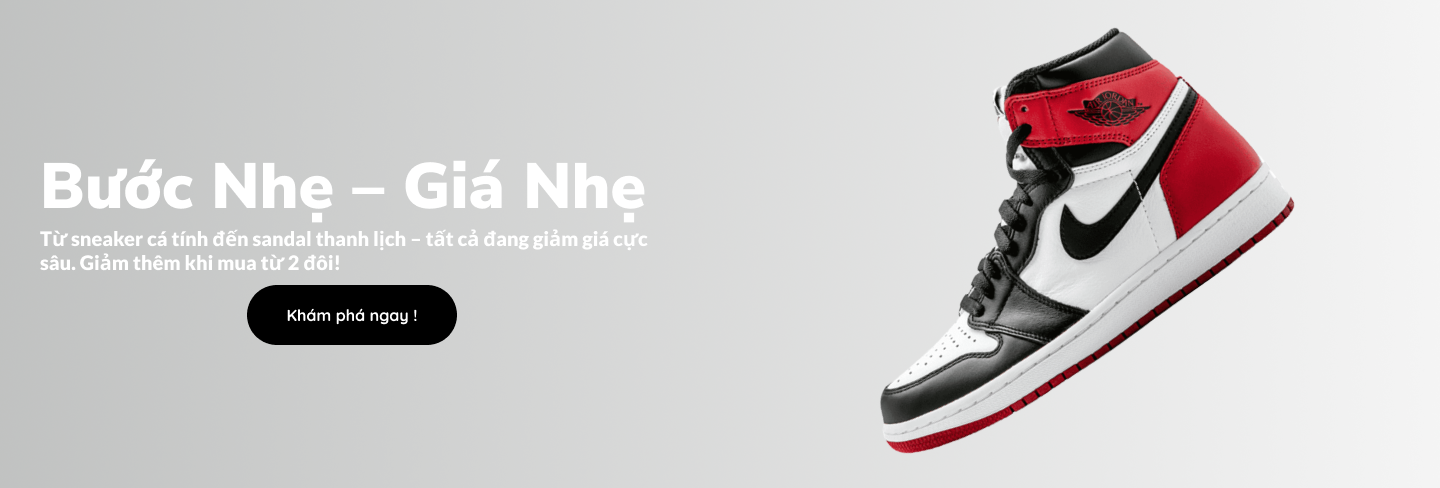 Bước Nhẹ – Giá Nhẹ
Từ sneaker cá tính đến sandal thanh lịch – tất cả đang giảm giá cực
sâu. Giảm thêm khi mua từ 2 đôi!
Khám phá ngay !